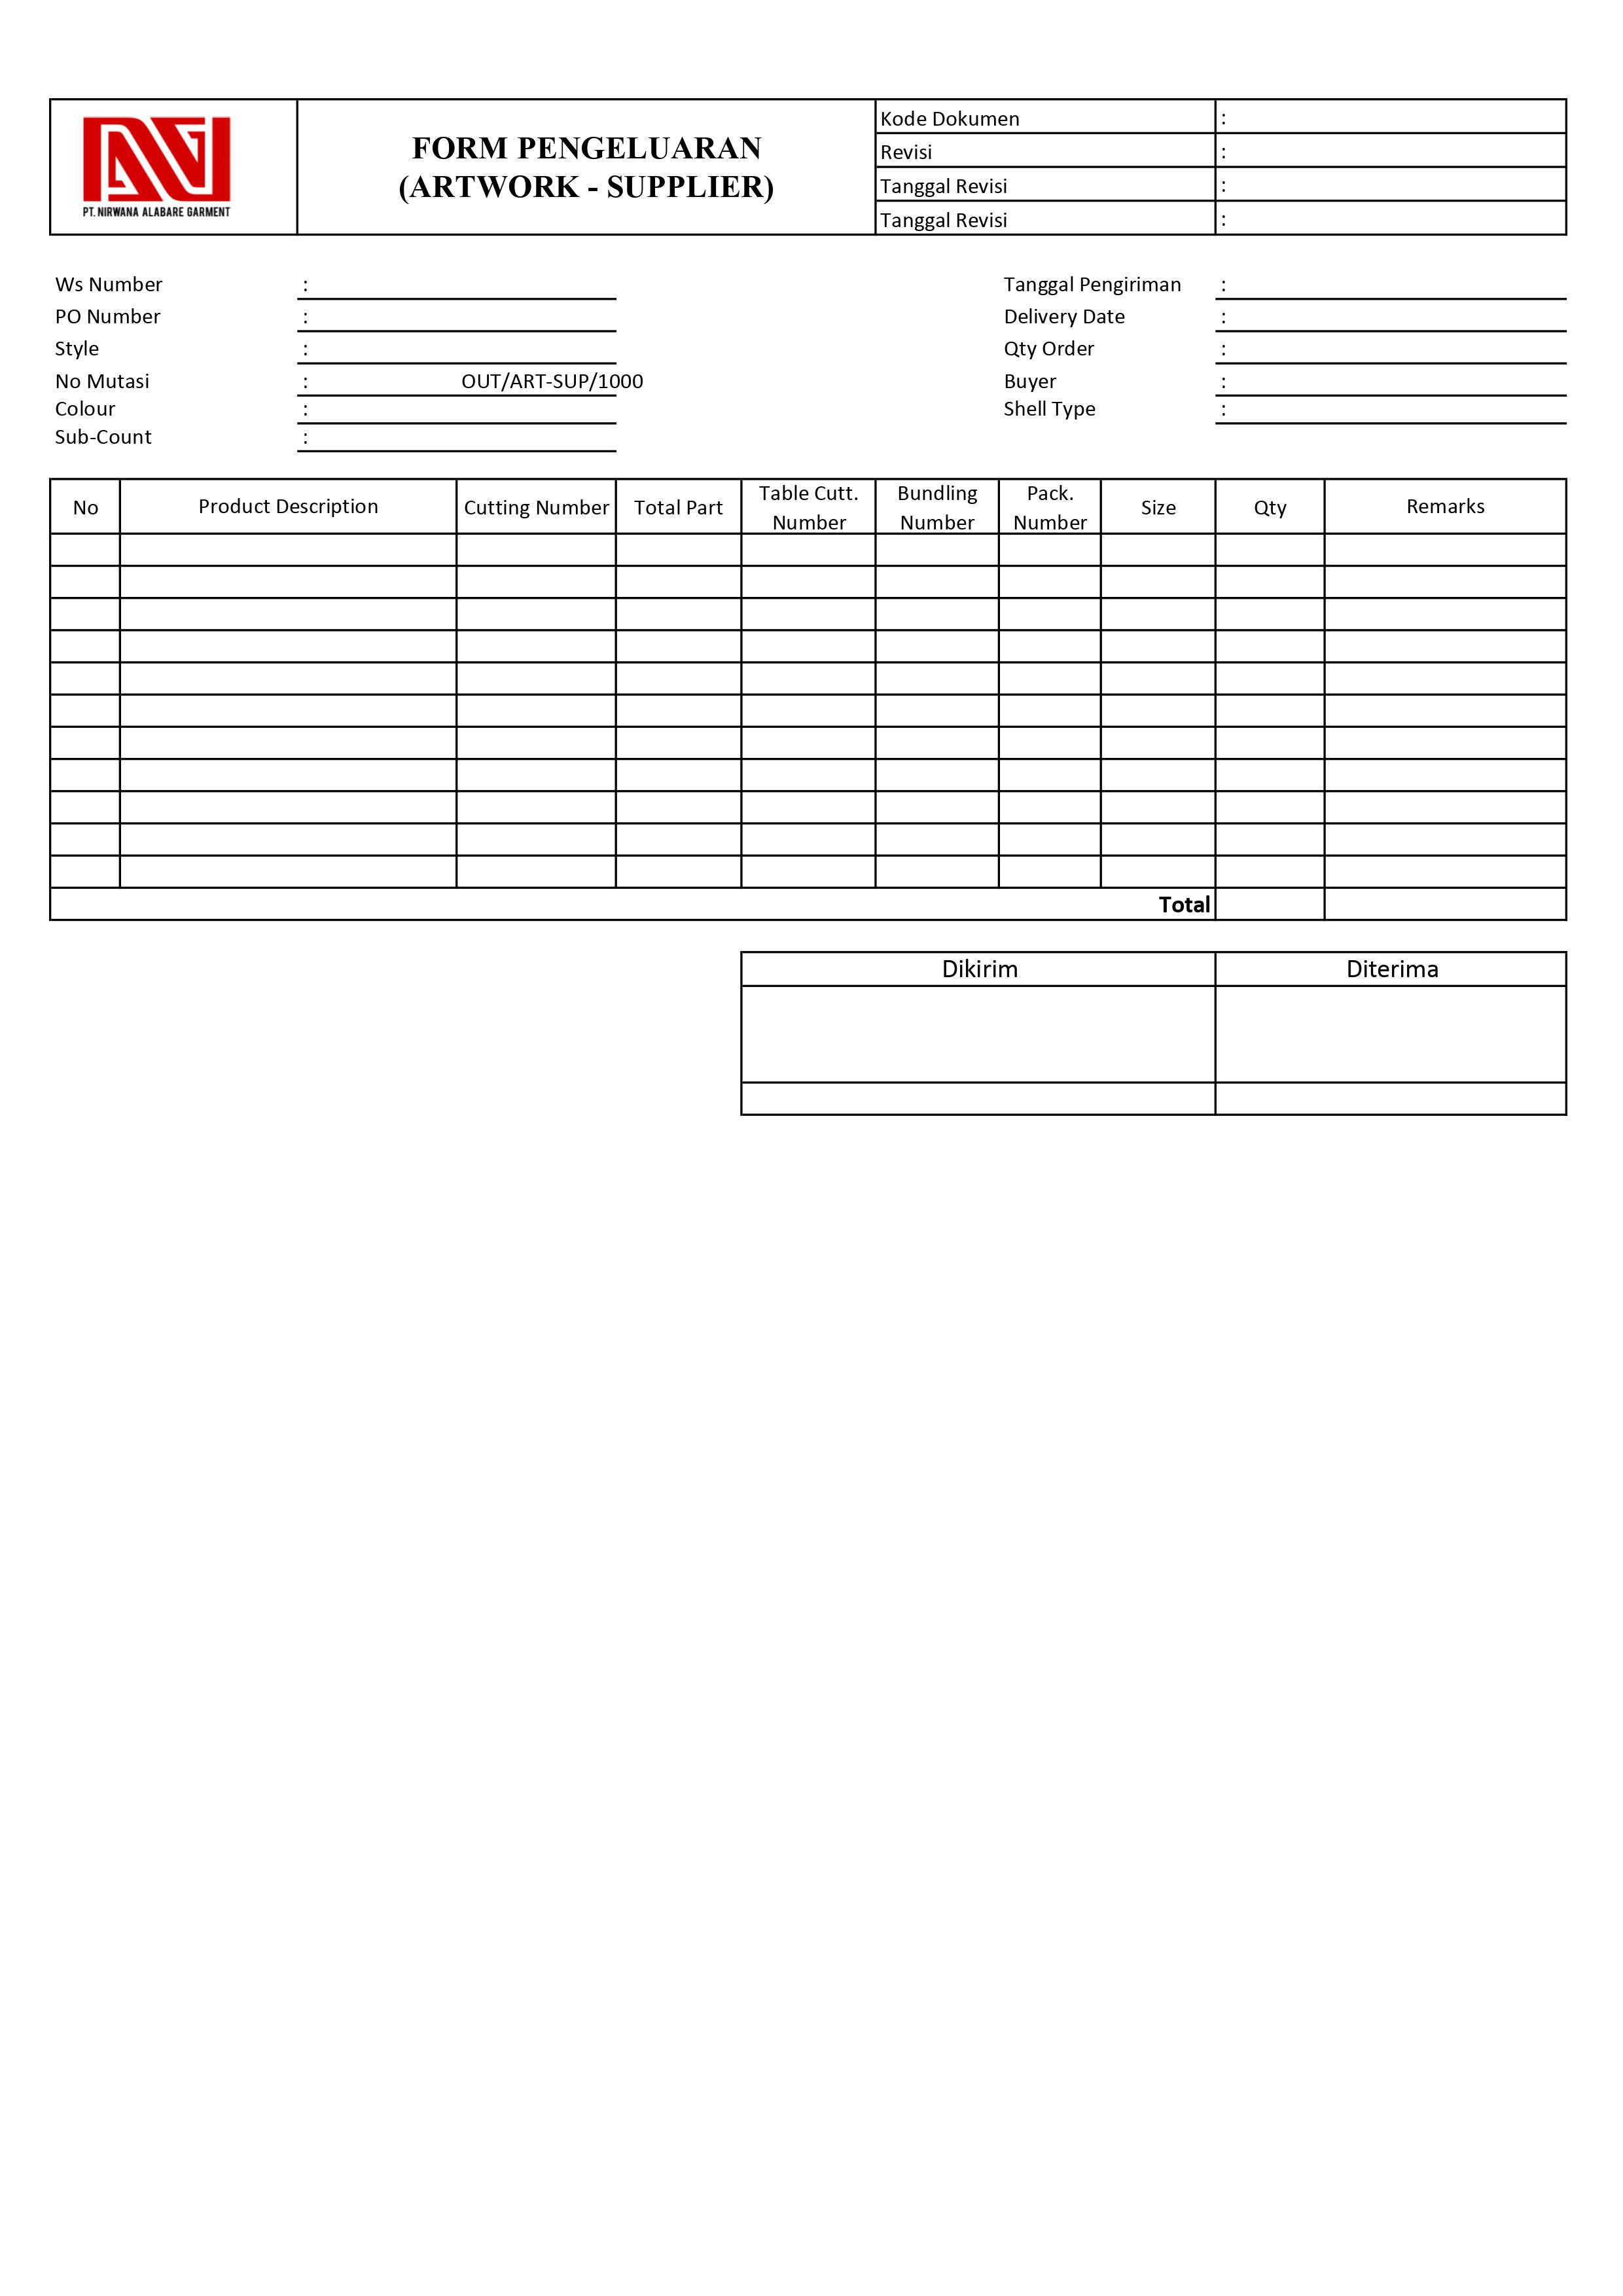 PT. NIRWANA ALABARE GARMENT
FORM PENGELUARAN
(ARTWORK - SUPPLIER)
Kode Dokumen :
Revisi :
Tanggal Revisi :
Tanggal Revisi :
Ws Number :
Tanggal Pengiriman :
PO Number :
Delivery Date :
Style :
Qty Order :
No Mutasi : OUT/ART-SUP/1000
Buyer :
Colour :
Shell Type :
Sub-Count :
No Product Description Cutting Number Total Part Table Cutt. Number Bundling Number Pack. Number Size Qty Remarks
Total
Dikirim Diterima